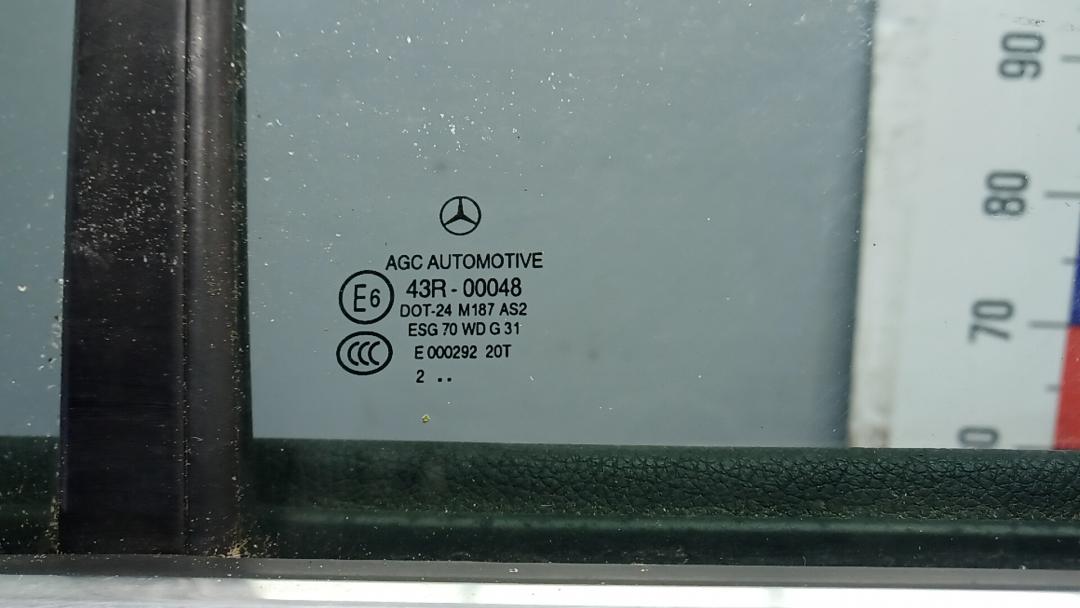 AGC AUTOMOTIVE
E6 43R - 00048
DOT-24 M187 AS2
ESG 70 WD G 31
CCC E 000292 20T
2 ..
90
80
70